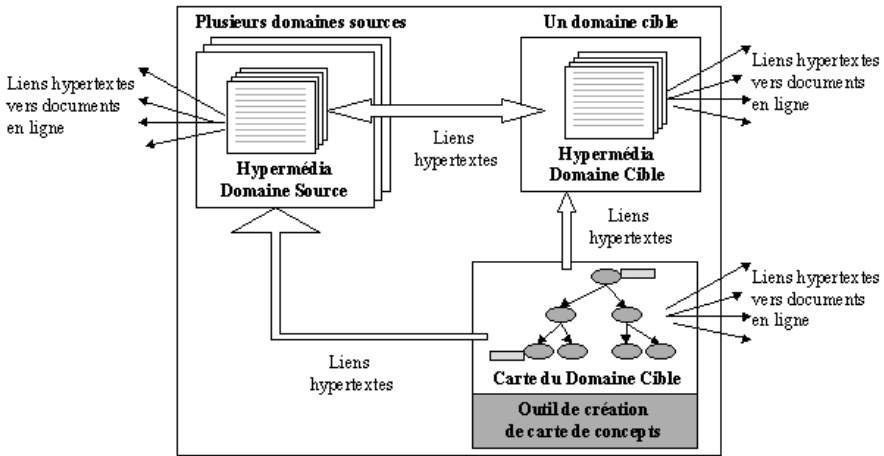 Plusieurs domaines sources
Un domaine cible
Liens hypertextes
vers documents
en ligne
Hypermédia
Domaine Source
Liens
hypertextes
Hypermédia
Domaine Cible
Liens hypertextes
vers documents
en ligne
Liens
hypertextes
Liens hypertextes
vers documents
en ligne
Liens
hypertextes
Carte du Domaine Cible
Outil de création
de carte de concepts